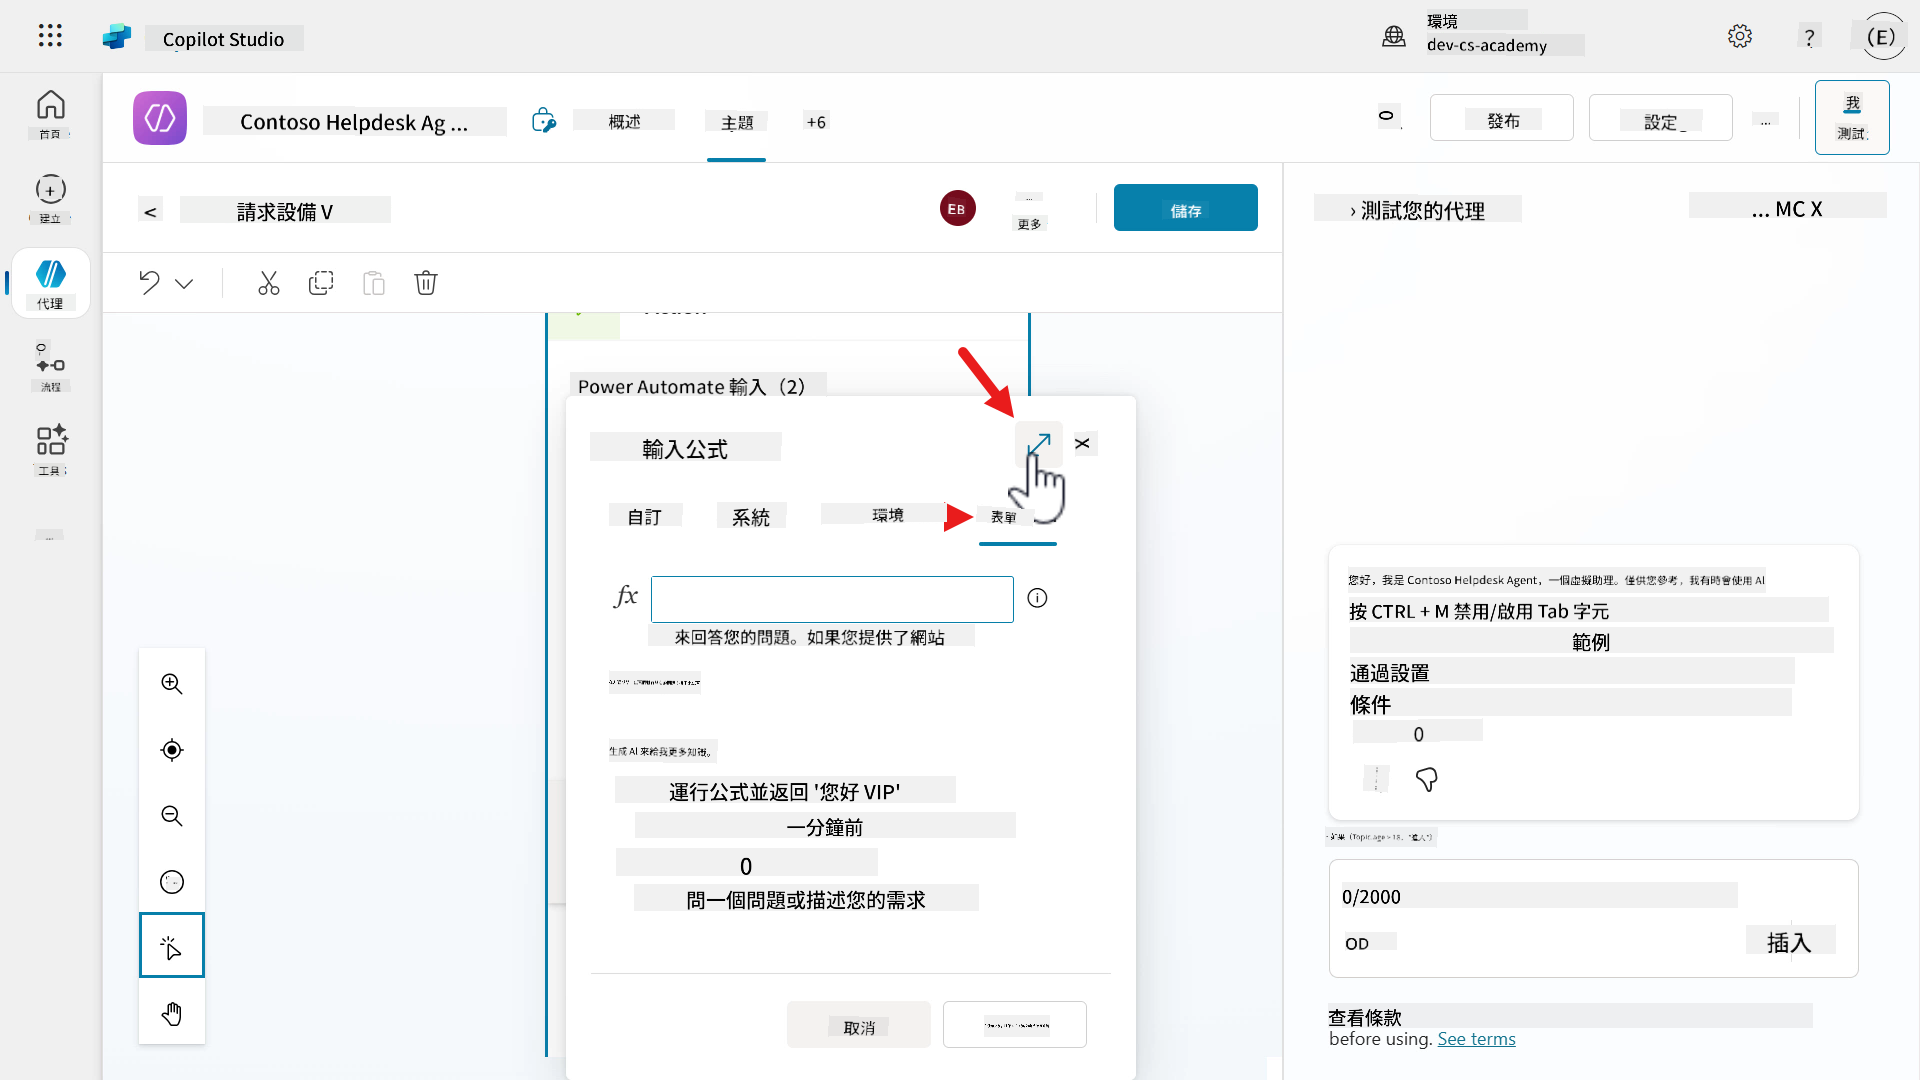 Copilot Studio
環境
dev-cs-academy
?
(E)
首頁
建立
代理
流程
工具
Contoso Helpdesk Ag ...
概述
主題
+6
發布
設定
...
我
測試
<
請求設備 V
EB
...
更多
儲存
› 測試您的代理
... MC X
Power Automate 輸入（2）
輸入公式
X
自訂
系統
環境
表單
fx
來回答您的問題。如果您提供了網站
生成 AI 來給我更多知識。
運行公式並返回 '您好 VIP'
一分鐘前
0
問一個問題或描述您的需求
取消
您好，我是 Contoso Helpdesk Agent，一個虛擬助理。僅供您參考，我有時會使用 AI
按 CTRL + M 禁用/啟用 Tab 字元
範例
通過設置
條件
0
0/2000
OD
插入
查看條款
before using. See terms